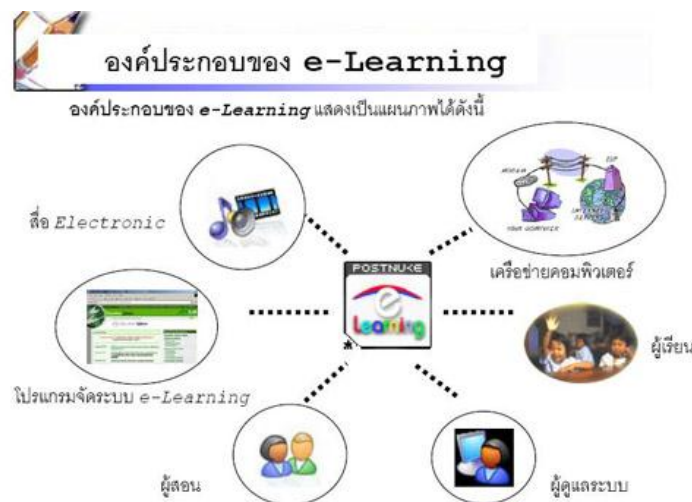 องค์ประกอบของ e-Learning
องค์ประกอบของ e-Learning แสดงเป็นแผนภาพได้ดังนี้
สื่อ Electronic
MODEM
ISP
YOUR COMPUTER
INTERNET
เครือข่ายคอมพิวเตอร์
POSTNUKE
e
Learning
ผู้เรียน
โปรแกรมจัดระบบ e-Learning
ผู้สอน
ผู้ดูแลระบบ